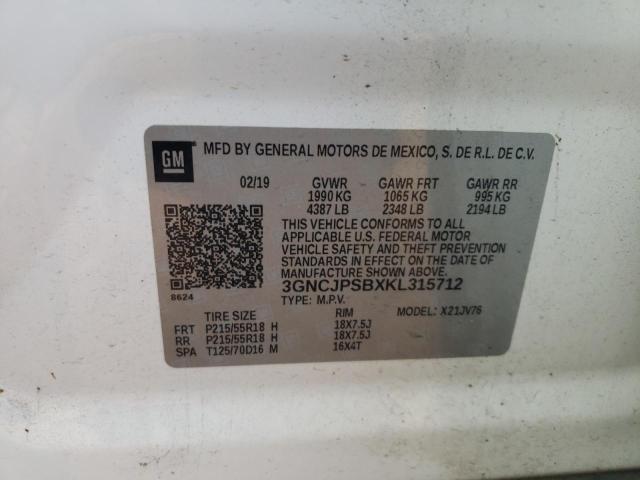 GM MFD BY GENERAL MOTORS DE MEXICO, S. DE R.L. DE C.V.
02/19 GVWR GAWR FRT GAWR RR
1990 KG 1065 KG 995 KG
4387 LB 2348 LB 2194 LB
THIS VEHICLE CONFORMS TO ALL
APPLICABLE U.S. FEDERAL MOTOR
VEHICLE SAFETY AND THEFT PREVENTION
STANDARDS IN EFFECT ON THE DATE OF
MANUFACTURE SHOWN ABOVE.
3GNCJPSBXKL315712
8624
TYPE: M.P.V. MODEL: X21JV76
TIRE SIZE RIM
FRT P215/55R18 H 18X7.5J
RR P215/55R18 H 18X7.5J
SPA T125/70D16 M 16X4T